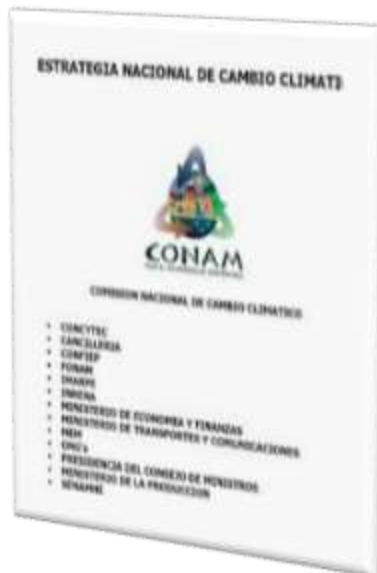 ESTRATEGIA NACIONAL DE CAMBIO CLIMATI
CONAM
COMISION NACIONAL DE CAMBIO CLIMATICO
CONCYTEC
CANCILLERIA
CONFIEP
FONAM
IMARPE
INRENA
MINISTERIO DE ECONOMIA Y FINANZAS
MINISTERIO DE TRANSPORTES Y COMUNICACIONES
MEM
ONG's
PRESIDENCIA DEL CONSEJO DE MINISTROS
MINISTERIO DE LA PRODUCCION
SENAMHI